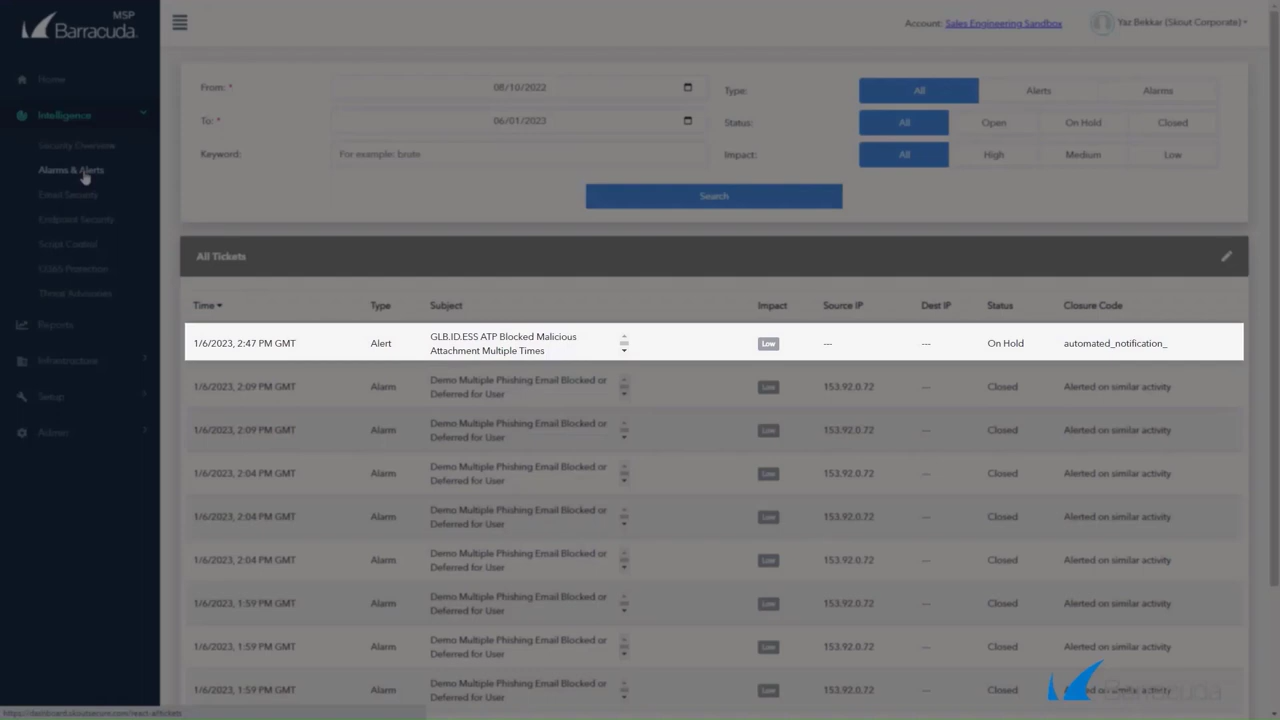 MSP
Barracuda
Account: Sales Engineering Sandbox
Yaz Bekkar (Skout Corporate)
Home
Intelligence
Security Overview
Alarms & Alerts
Email Security
Endpoint Security
Script Control
O365 Protection
Threat Advisories
Reports
Infrastructure
Setup
Admin
From: *
08/10/2022
To: *
06/01/2023
Keyword:
For example: brute
Type:
All
Alerts
Alarms
Status:
All
Open
On Hold
Closed
Impact:
All
High
Medium
Low
Search
All Tickets
Time Type Subject Impact Source IP Dest IP Status Closure Code
1/6/2023, 2:47 PM GMT Alert GLB.ID.ESS ATP Blocked Malicious Low --- --- On Hold automated_notification_
Attachment Multiple Times
1/6/2023, 2:09 PM GMT Alarm Demo Multiple Phishing Email Blocked or Low 153.92.0.72 --- Closed Alerted on similar activity
Deferred for User
1/6/2023, 2:09 PM GMT Alarm Demo Multiple Phishing Email Blocked or Low 153.92.0.72 --- Closed Alerted on similar activity
Deferred for User
1/6/2023, 2:04 PM GMT Alarm Demo Multiple Phishing Email Blocked or Low 153.92.0.72 --- Closed Alerted on similar activity
Deferred for User
1/6/2023, 2:04 PM GMT Alarm Demo Multiple Phishing Email Blocked or Low 153.92.0.72 --- Closed Alerted on similar activity
Deferred for User
1/6/2023, 2:04 PM GMT Alarm Demo Multiple Phishing Email Blocked or Low 153.92.0.72 --- Closed Alerted on similar activity
Deferred for User
1/6/2023, 1:59 PM GMT Alarm Demo Multiple Phishing Email Blocked or Low 153.92.0.72 --- Closed Alerted on similar activity
Deferred for User
1/6/2023, 1:59 PM GMT Alarm Demo Multiple Phishing Email Blocked or Low 153.92.0.72 --- Closed Alerted on similar activity
Deferred for User
1/6/2023, 1:59 PM GMT Alarm Demo Multiple Phishing Email Blocked or Low 153.92.0.72 --- Closed Alerted on similar activity
Deferred for User
Barracuda